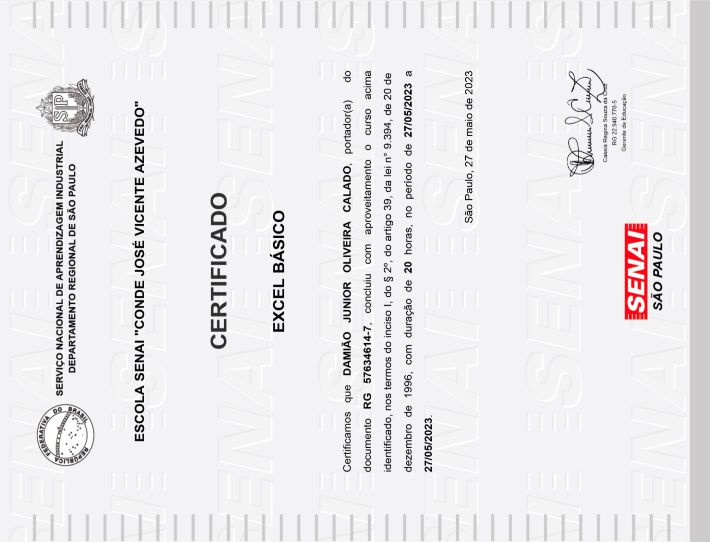 SERVIÇO NACIONAL DE APRENDIZAGEM INDUSTRIAL
DEPARTAMENTO REGIONAL DE SÃO PAULO
REPÚBLICA FEDERATIVA DO BRASIL
SP
ESCOLA SENAI "CONDE JOSÉ VICENTE AZEVEDO"
CERTIFICADO
EXCEL BÁSICO
Certificamos que DAMIÃO JUNIOR OLIVEIRA CALADO, portador(a) do
documento RG 57634614-7, concluiu com aproveitamento o curso acima
identificado, nos termos do inciso I, do § 2º, do artigo 39, da lei n° 9.394, de 20 de
dezembro de 1996, com duração de 20 horas, no período de 27/05/2023 a
27/05/2023.
São Paulo, 27 de maio de 2023
Cassia Regina Souza da Cruz
RG 22.940.770-5
Gerente de Educação
SENAI
SÃO PAULO